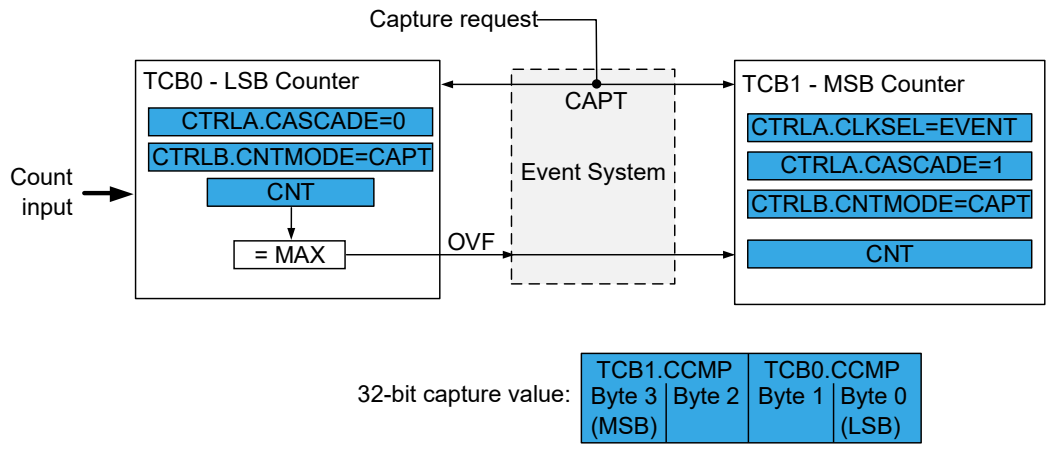 Capture request
TCB0 - LSB Counter
CTRLA.CASCADE=0
CTRLB.CNTMODE=CAPT
CNT
= MAX
Count
input
OVF
CAPT
Event System
TCB1 - MSB Counter
CTRLA.CLKSEL=EVENT
CTRLA.CASCADE=1
CTRLB.CNTMODE=CAPT
CNT
32-bit capture value:
TCB1.CCMP TCB0.CCMP
Byte 3 Byte 2 Byte 1 Byte 0
(MSB) (LSB)